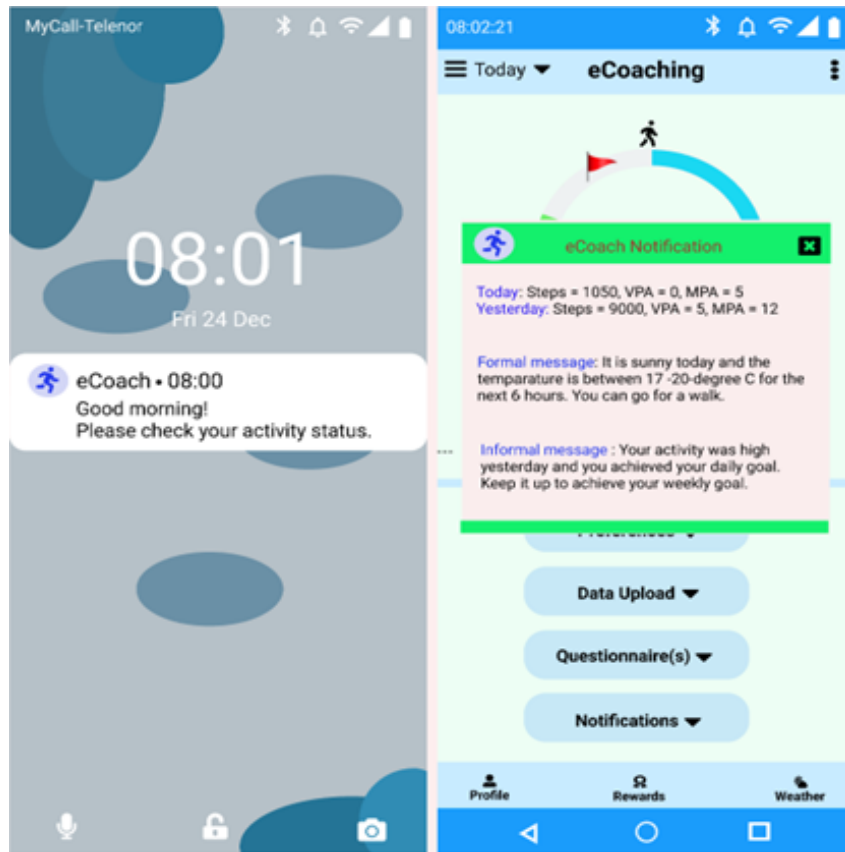 MyCall-Telenor
08:01
Fri 24 Dec
eCoach • 08:00
Good morning!
Please check your activity status.
08:02:21
Today
eCoaching
eCoach Notification
Today: Steps = 1050, VPA = 0, MPA = 5
Yesterday: Steps = 9000, VPA = 5, MPA = 12
Formal message: It is sunny today and the
temparature is between 17 -20-degree C for the
next 6 hours. You can go for a walk.
Informal message : Your activity was high
yesterday and you achieved your daily goal.
Keep it up to achieve your weekly goal.
Data Upload
Questionnaire(s)
Notifications
Profile
Rewards
Weather